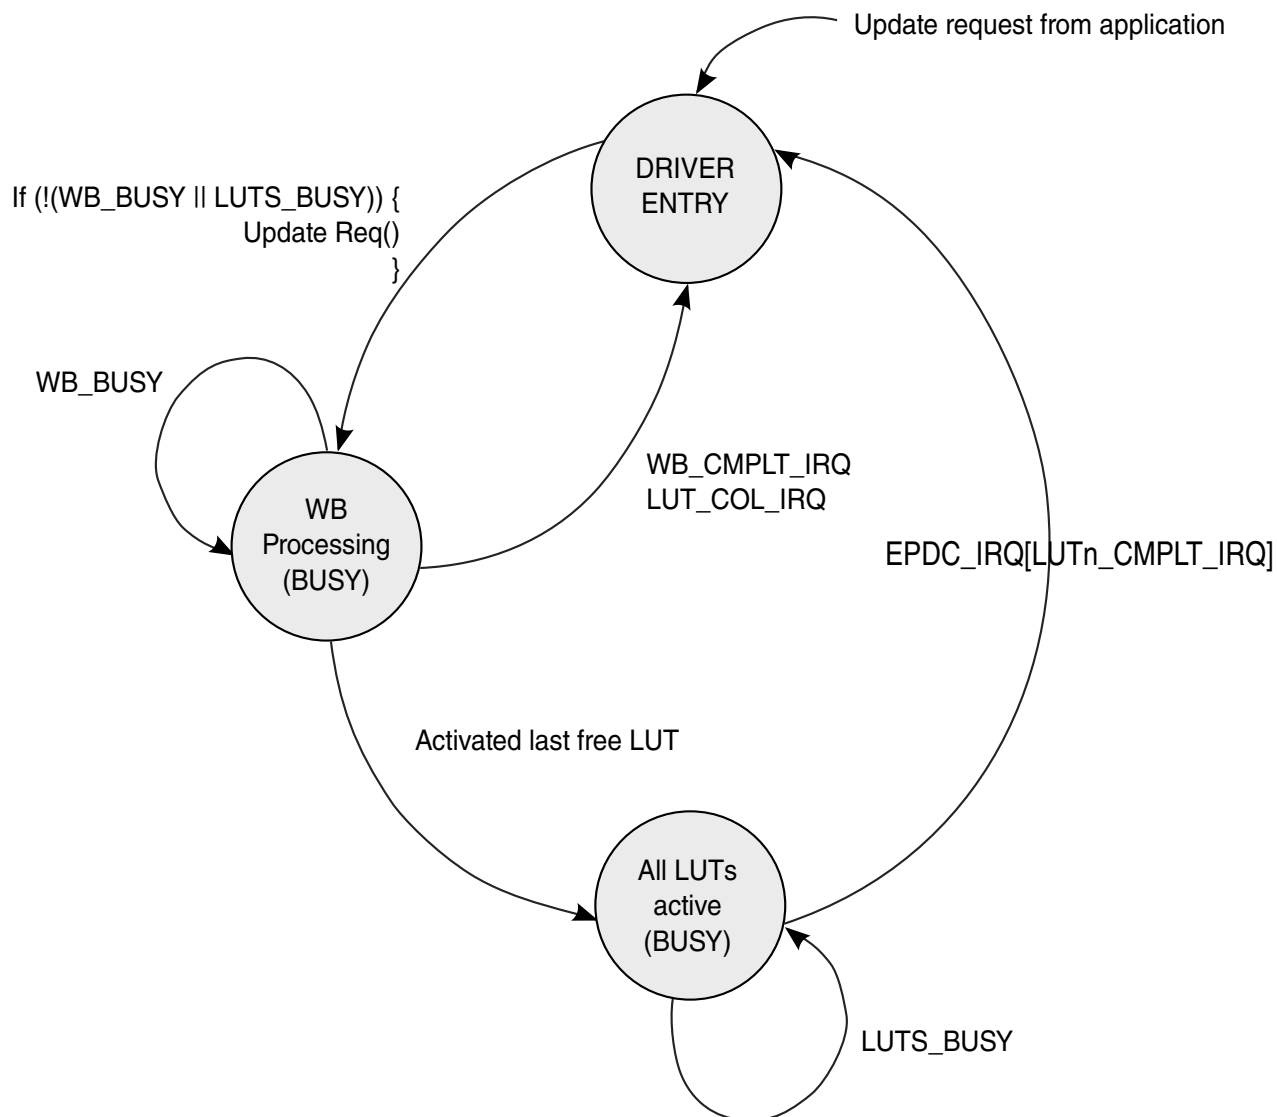 Update request from application
DRIVER
ENTRY
If (!(WB_BUSY || LUTS_BUSY)) {
Update Req()
}
WB_BUSY
WB_CMPLT_IRQ
LUT_COL_IRQ
WB
Processing
(BUSY)
EPDC_IRQ[LUTn_CMPLT_IRQ]
Activated last free LUT
All LUTs
active
(BUSY)
LUTS_BUSY